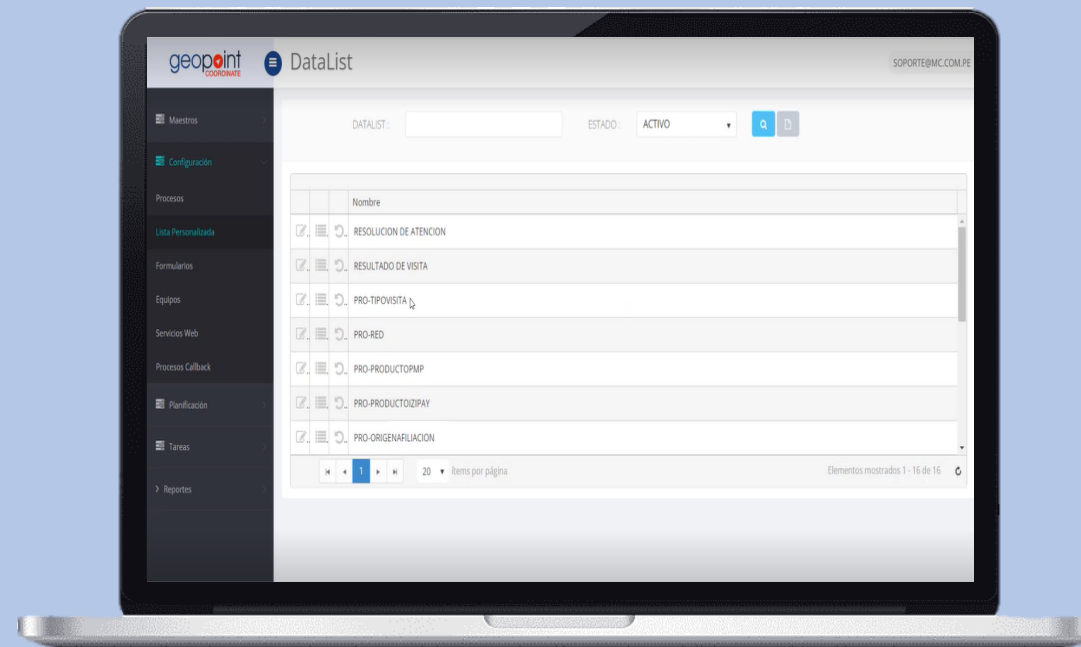 geopoint
COORDINATE
DataList
SOPORTE@MC.COM.PE
Maestros
Configuración
Procesos
Lista Personalizada
Formularios
Equipos
Servicios Web
Procesos Callback
Planificación
Tareas
> Reportes
DATALIST :
ESTADO : ACTIVO
Nombre
RESOLUCION DE ATENCION
RESULTADO DE VISITA
PRO-TIPOVISITA
PRO-RED
PRO-PRODUCTOPMP
PRO-PRODUCTOIZIPAY
PRO-ORIGENAFILIACION
1 20 ítems por página Elementos mostrados 1 - 16 de 16